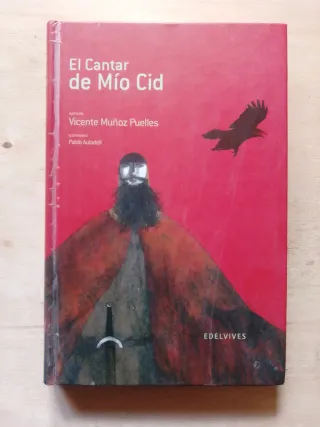 El Cantar
de Mío Cid
Vicente Muñoz Puelles
Pablo Auladell
EDELVIVES